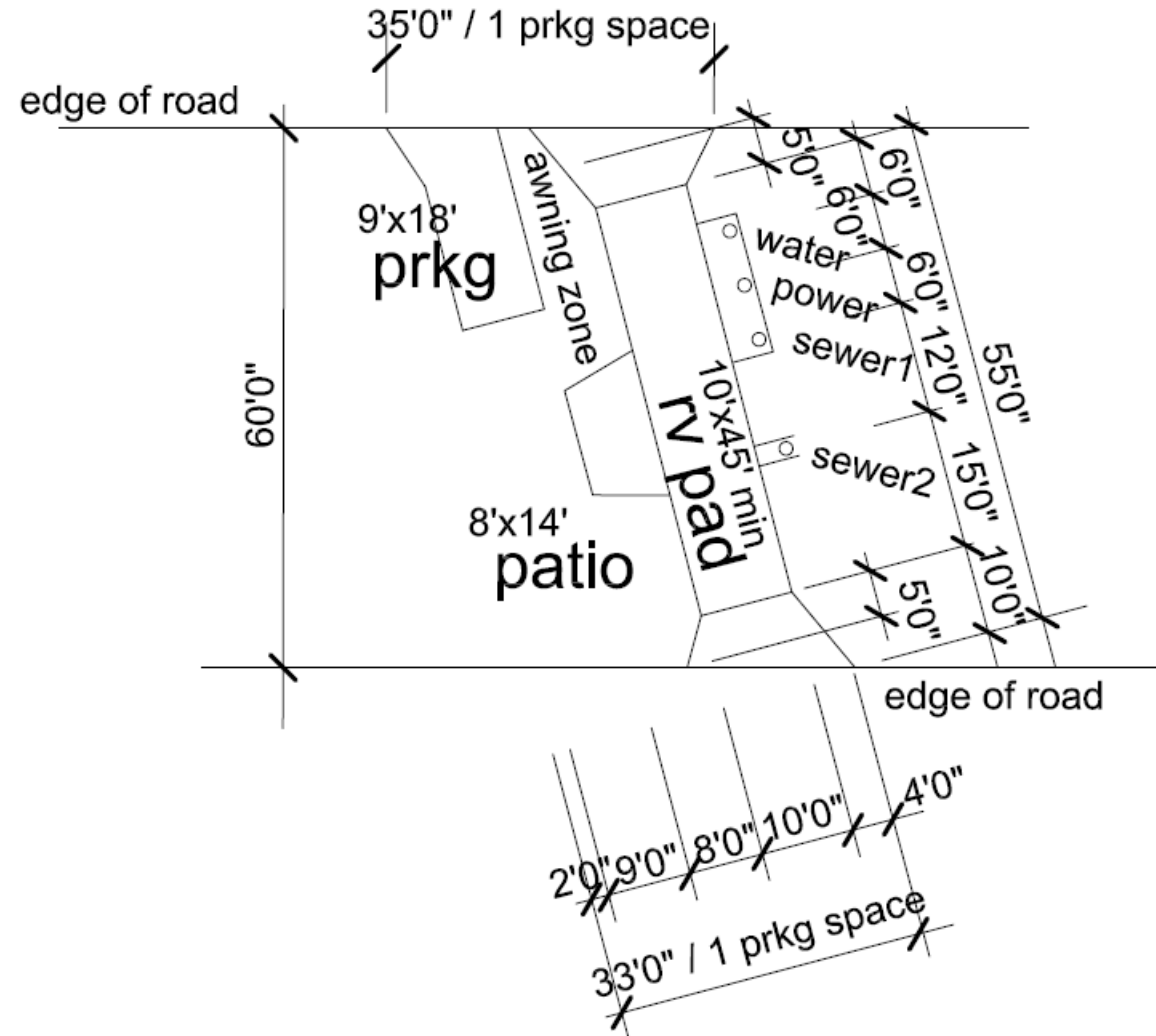 35'0" / 1 prkg space
edge of road
5'0"
6'0"
6'0"
6'0"
12'0"
15'0"
10'0"
55'0"
5'0"
9'x18'
prkg
awning zone
water
power
sewer1
sewer2
60'0"
10'x45' min
rv pad
8'x14'
patio
edge of road
2'0"
9'0"
8'0"
10'0"
4'0"
33'0" / 1 prkg space